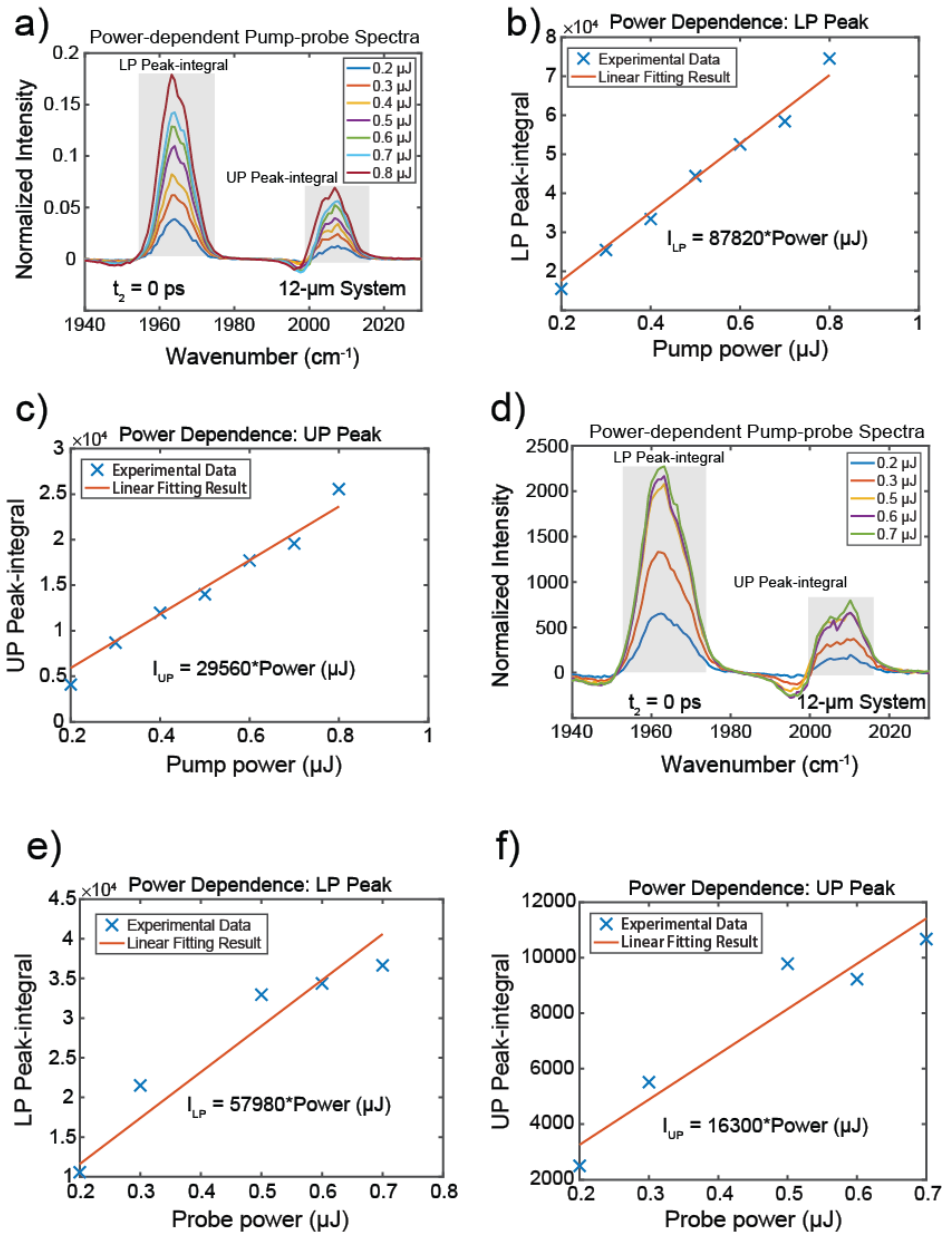 a)
Power-dependent Pump-probe Spectra
0.2
0.15
0.1
0.05
0
Normalized Intensity
LP Peak-integral
UP Peak-integral
0.2 µJ
0.3 µJ
0.4 µJ
0.5 µJ
0.6 µJ
0.7 µJ
0.8 µJ
t2 = 0 ps
12-µm System
1940 1960 1980 2000 2020
Wavenumber (cm-1)
b)
×10⁴ Power Dependence: LP Peak
8
7
6
5
4
3
2
1
LP Peak-integral
Experimental Data
Linear Fitting Result
ILP = 87820*Power (µJ)
0.2 0.4 0.6 0.8 1
Pump power (µJ)
c)
×10⁴ Power Dependence: UP Peak
3
2.5
2
1.5
1
0.5
0
UP Peak-integral
Experimental Data
Linear Fitting Result
IUP = 29560*Power (µJ)
0.2 0.4 0.6 0.8 1
Pump power (µJ)
d)
Power-dependent Pump-probe Spectra
2500
2000
1500
1000
500
0
Normalized Intensity
LP Peak-integral
UP Peak-integral
0.2 µJ
0.3 µJ
0.5 µJ
0.6 µJ
0.7 µJ
t2 = 0 ps
12-µm System
1940 1960 1980 2000 2020
Wavenumber (cm-1)
e)
×10⁴ Power Dependence: LP Peak
4.5
4
3.5
3
2.5
2
1.5
1
LP Peak-integral
Experimental Data
Linear Fitting Result
ILP = 57980*Power (µJ)
0.2 0.3 0.4 0.5 0.6 0.7 0.8
Probe power (µJ)
f)
Power Dependence: UP Peak
12000
10000
8000
6000
4000
2000
UP Peak-integral
Experimental Data
Linear Fitting Result
IUP = 16300*Power (µJ)
0.2 0.3 0.4 0.5 0.6 0.7
Probe power (µJ)